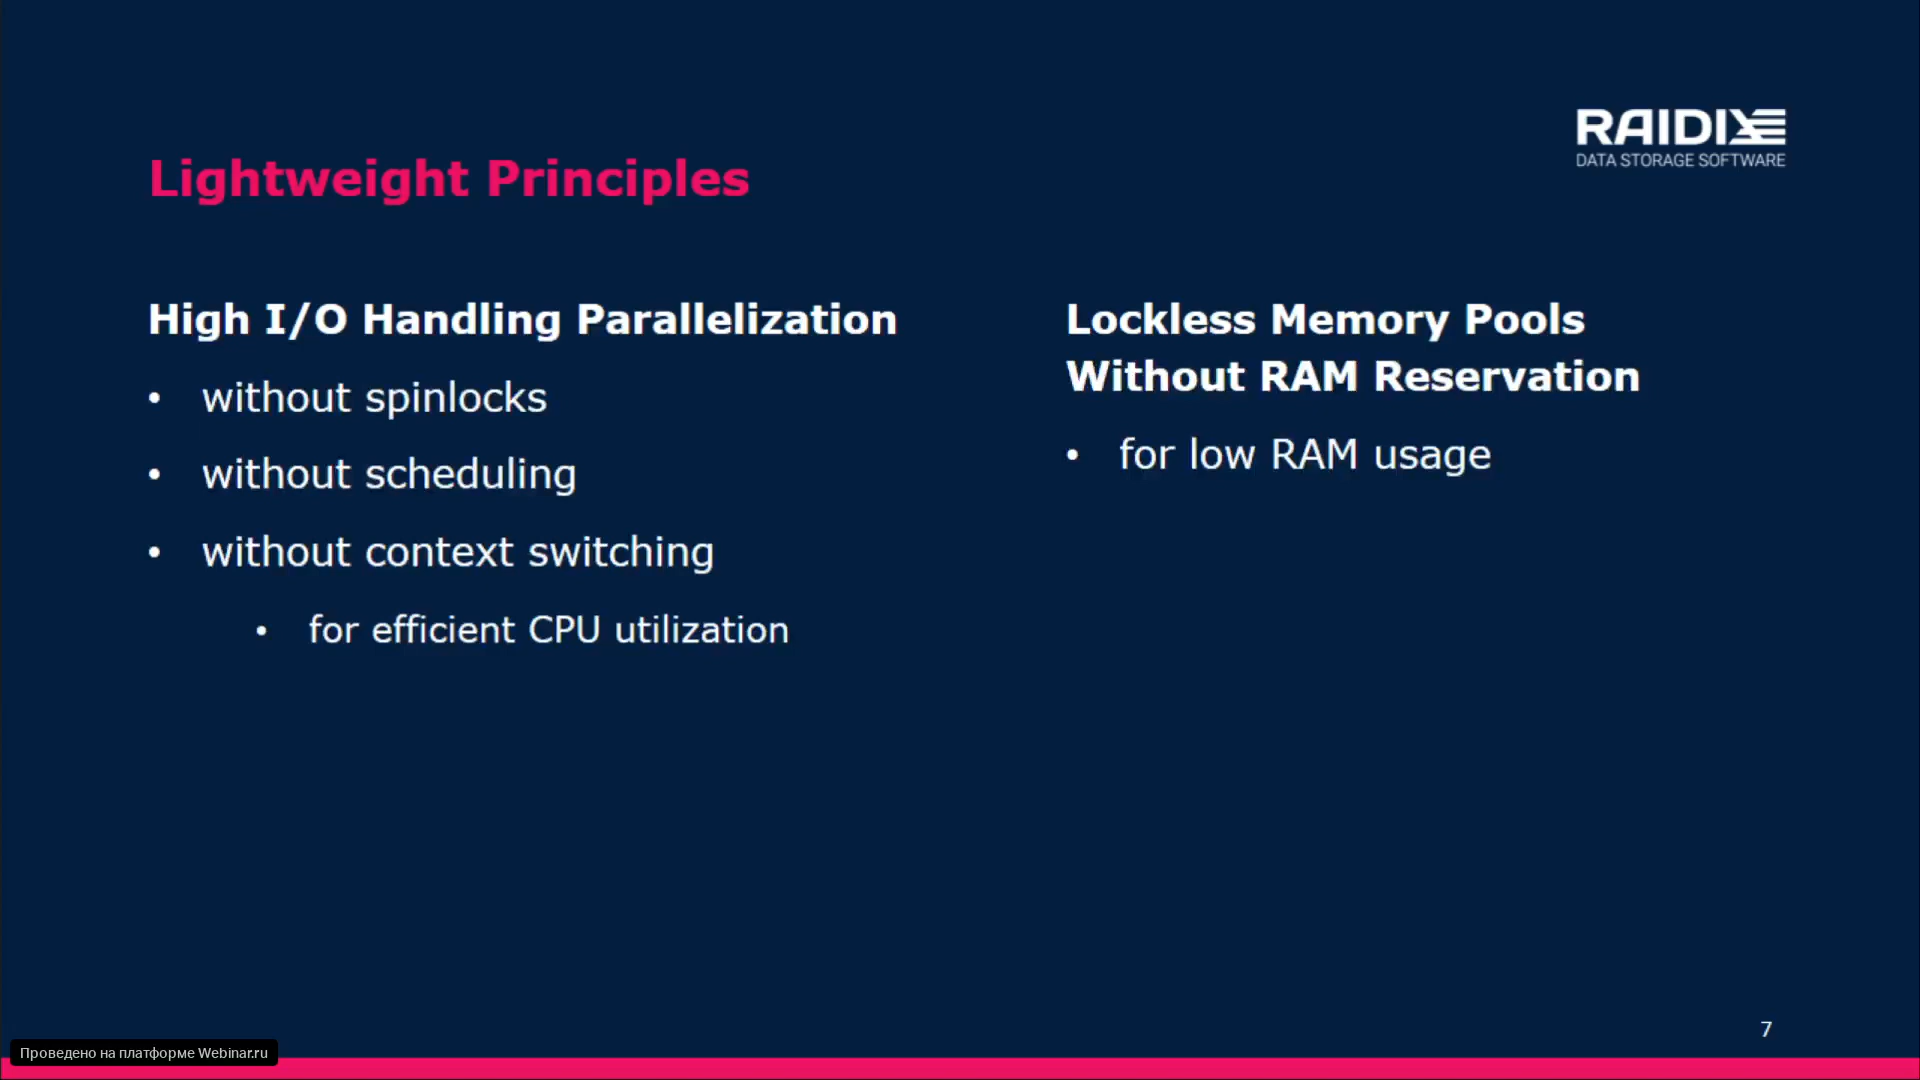 RAIDIX
DATA STORAGE SOFTWARE
Lightweight Principles
High I/O Handling Parallelization
• without spinlocks
• without scheduling
• without context switching
• for efficient CPU utilization
Lockless Memory Pools
Without RAM Reservation
• for low RAM usage
7
Проведено на платформе Webinar.ru